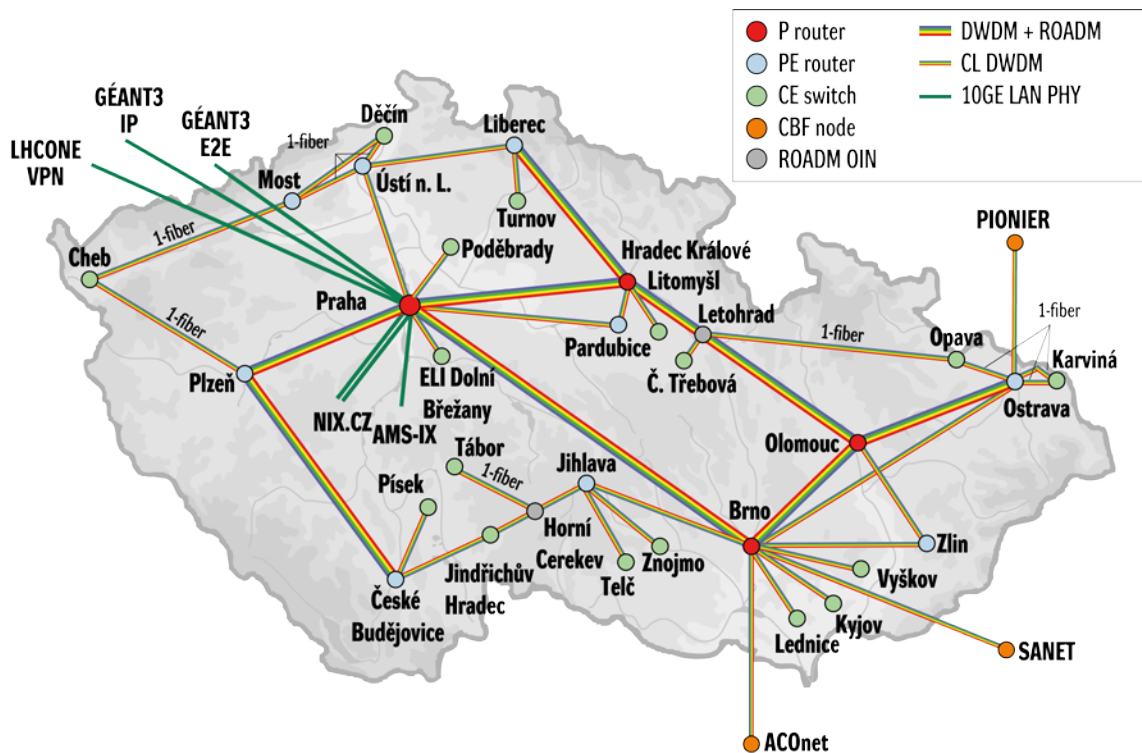 P router
PE router
CE switch
CBF node
ROADM OIN
DWDM + ROADM
CL DWDM
10GE LAN PHY
GÉANT3
IP
GÉANT3
E2E
LHCONE
VPN
Děčín
1-fiber
Liberec
Most
Ústí n. L.
Turnov
1-fiber
Cheb
Poděbrady
Hradec Králové
Litomyšl
PIONIER
Praha
Letohrad
1-fiber
Opava
1-fiber
Karviná
1-fiber
Pardubice
Č. Třebová
Ostrava
Plzeň
ELI Dolní
Břežany
NIX.CZ
AMS-IX
Olomouc
Tábor
1-fiber
Jihlava
Písek
Brno
Horní
Cerekev
Zlin
Jindřichův
Hradec
Telč
Znojmo
Vyškov
České
Budějovice
Kyjov
Lednice
SANET
ACOnet